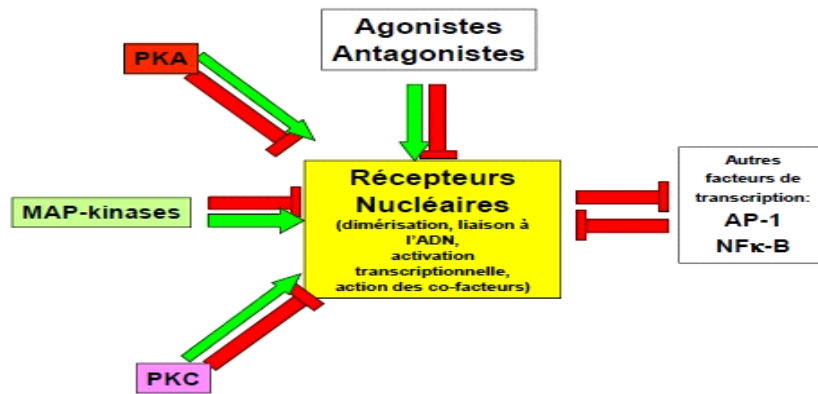 Agonistes
Antagonistes
PKA
MAP-kinases
Récepteurs
Nucléaires
(dimérisation, liaison à
l'ADN,
activation
transcriptionnelle,
action des co-facteurs)
Autres
facteurs de
transcription:
AP-1
NFκ-B
PKC